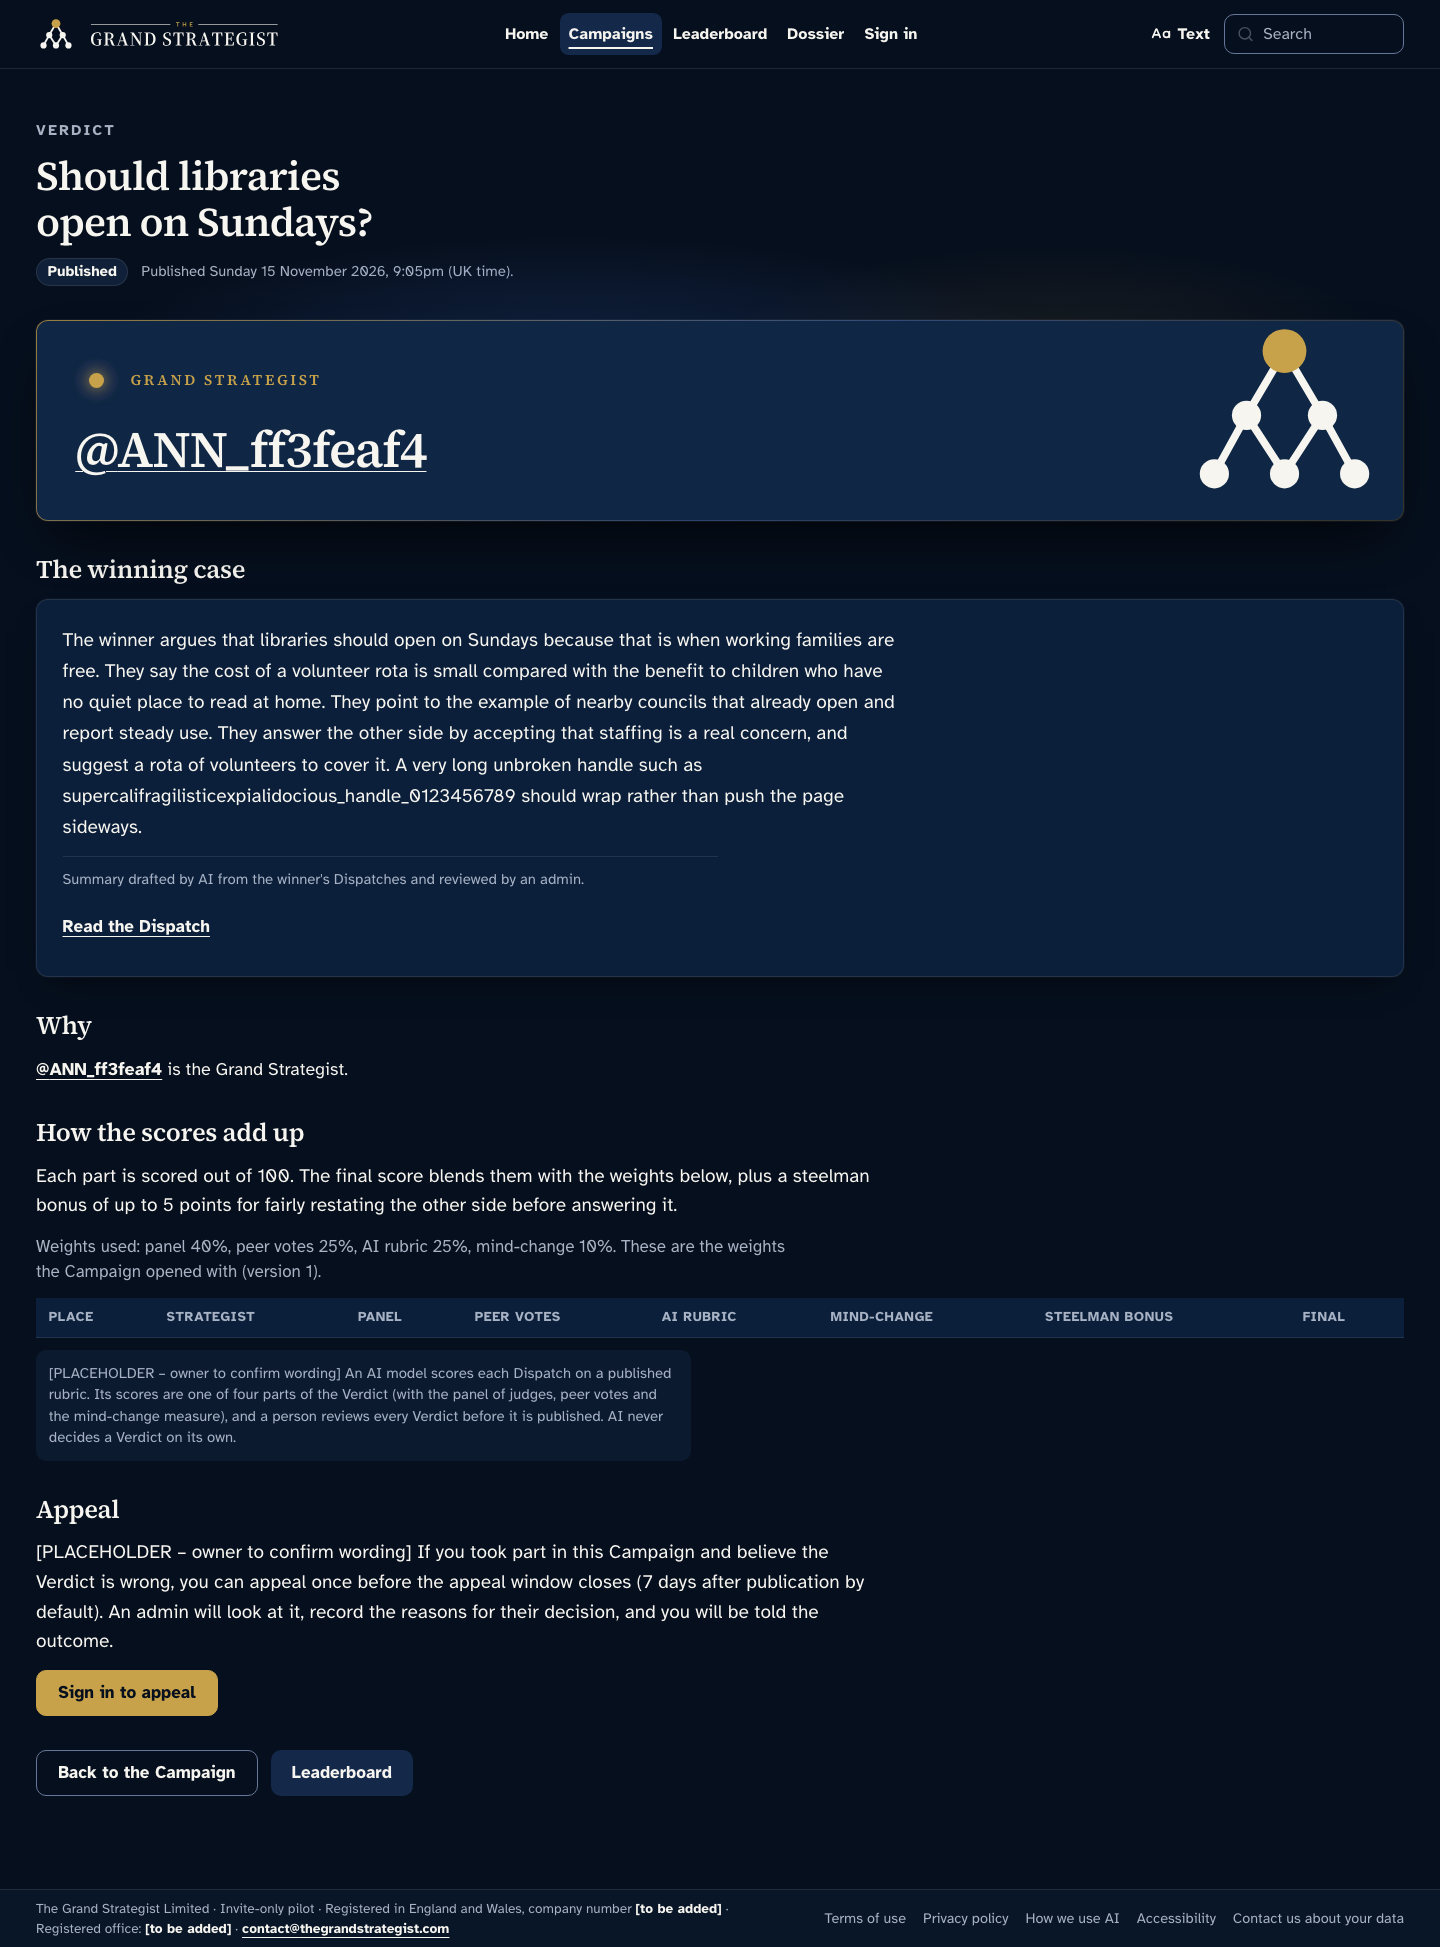 THE
GRAND STRATEGIST
Home Campaigns Leaderboard Dossier Sign in
Aa Text
Search
VERDICT
Should libraries
open on Sundays?
Published Published Sunday 15 November 2026, 9:05pm (UK time).
GRAND STRATEGIST
@ANN_ff3feaf4
The winning case
The winner argues that libraries should open on Sundays because that is when working families are
free. They say the cost of a volunteer rota is small compared with the benefit to children who have
no quiet place to read at home. They point to the example of nearby councils that already open and
report steady use. They answer the other side by accepting that staffing is a real concern, and
suggest a rota of volunteers to cover it. A very long unbroken handle such as
supercalifragilisticexpialidocious_handle_0123456789 should wrap rather than push the page
sideways.
Summary drafted by AI from the winner's Dispatches and reviewed by an admin.
Read the Dispatch
Why
@ANN_ff3feaf4 is the Grand Strategist.
How the scores add up
Each part is scored out of 100. The final score blends them with the weights below, plus a steelman
bonus of up to 5 points for fairly restating the other side before answering it.
Weights used: panel 40%, peer votes 25%, AI rubric 25%, mind-change 10%. These are the weights
the Campaign opened with (version 1).
PLACE STRATEGIST PANEL PEER VOTES AI RUBRIC MIND-CHANGE STEELMAN BONUS FINAL
[PLACEHOLDER – owner to confirm wording] An AI model scores each Dispatch on a published
rubric. Its scores are one of four parts of the Verdict (with the panel of judges, peer votes and
the mind-change measure), and a person reviews every Verdict before it is published. AI never
decides a Verdict on its own.
Appeal
[PLACEHOLDER – owner to confirm wording] If you took part in this Campaign and believe the
Verdict is wrong, you can appeal once before the appeal window closes (7 days after publication by
default). An admin will look at it, record the reasons for their decision, and you will be told the
outcome.
Sign in to appeal
Back to the Campaign Leaderboard
The Grand Strategist Limited · Invite-only pilot · Registered in England and Wales, company number [to be added] ·
Registered office: [to be added] · contact@thegrandstrategist.com
Terms of use Privacy policy How we use AI Accessibility Contact us about your data